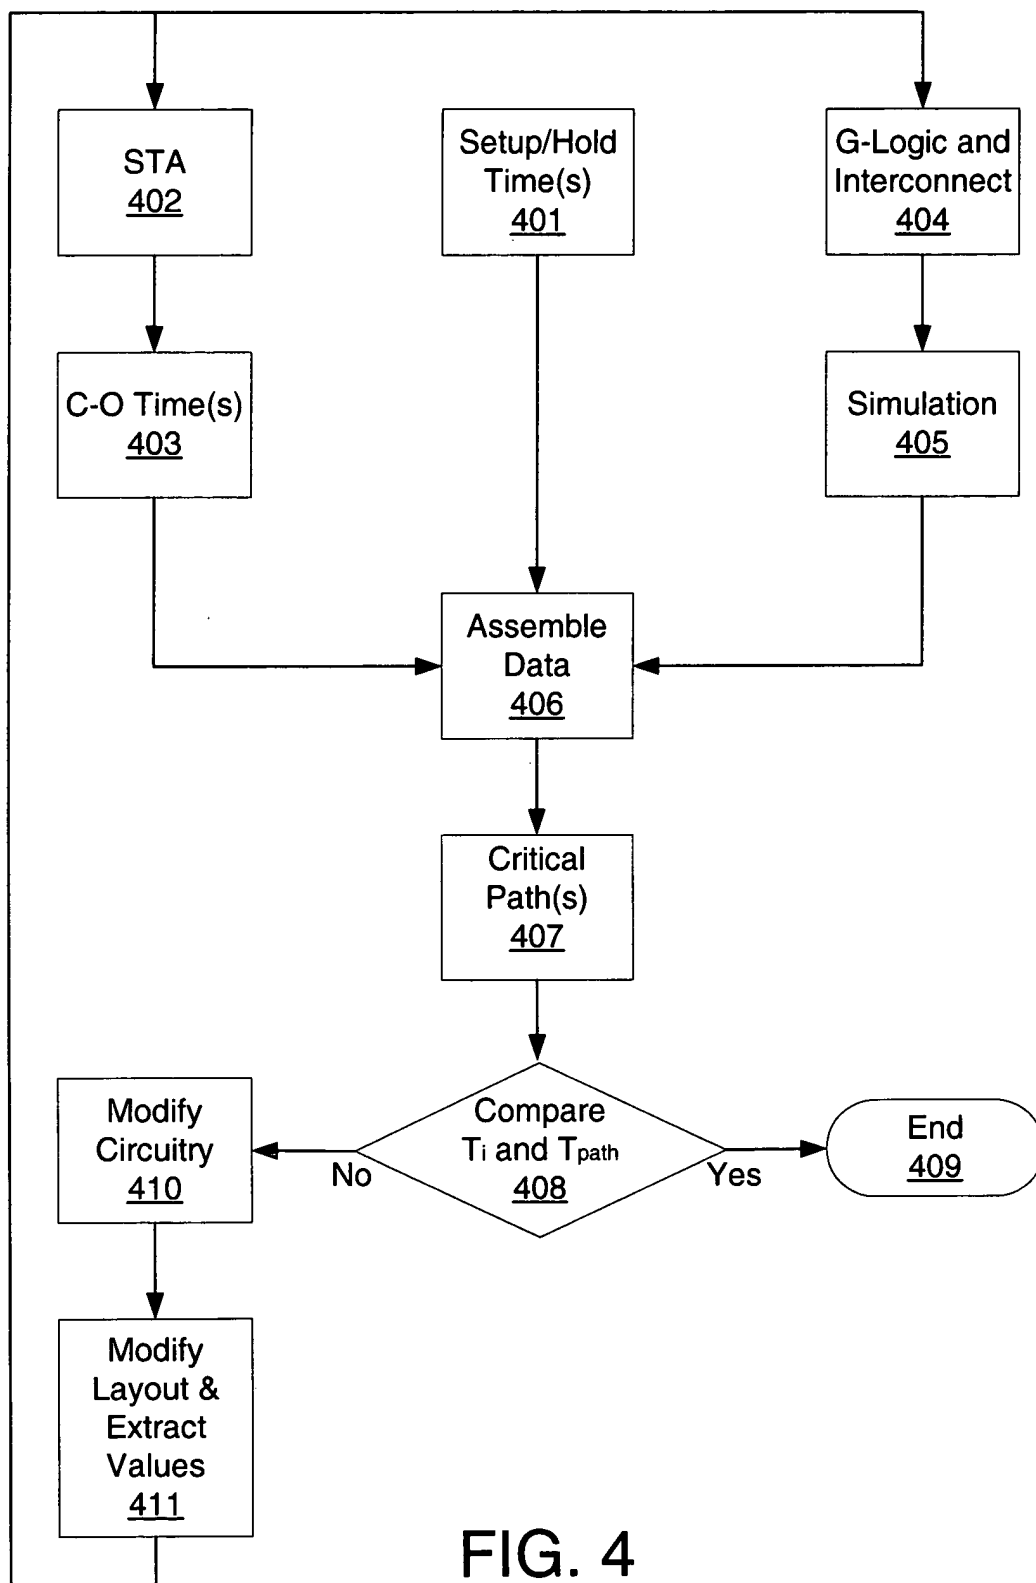 STA
402
Setup/Hold
Time(s)
401
G-Logic and
Interconnect
404
C-O Time(s)
403
Simulation
405
Assemble
Data
406
Critical
Path(s)
407
Modify
Circuitry
410
Compare
Ti and Tpath
408
No
Yes
End
409
Modify
Layout &
Extract
Values
411
FIG. 4